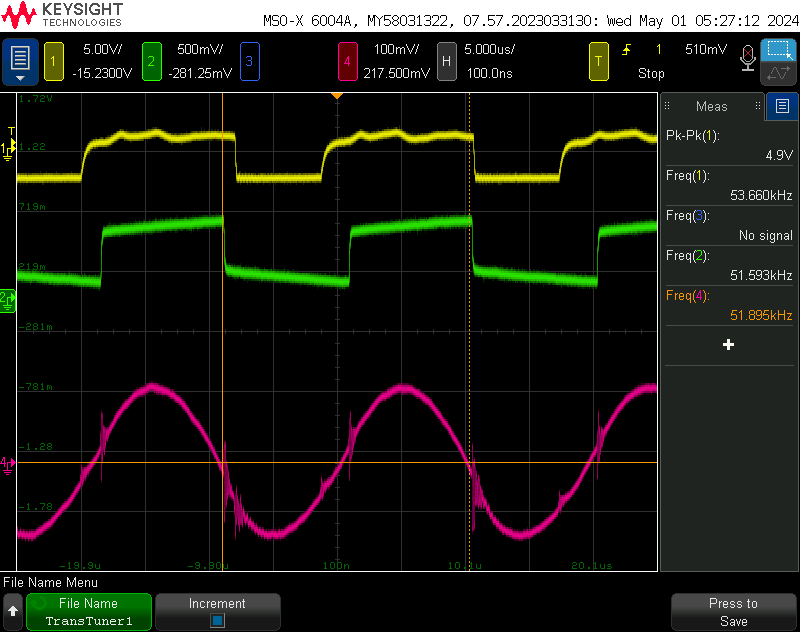 KEYSIGHT
TECHNOLOGIES
MSO-X 6004A, MY58031322, 07.57.2023033130: Wed May 01 05:27:12 2024
1 5.00V/ -15.2300V
2 500mV/ -281.25mV
3
4 100mV/ 217.500mV
H 5.000us/ 100.0ns
T 1 510mV
Stop
1.72V
1.22
719m
219m
-281m
-781m
-1.28
-1.78
-19.9u -9.90u 100n 10.1u 20.1us
T
1
2
4
Meas
Pk-Pk(1):
4.9V
Freq(1):
53.660kHz
Freq(3):
No signal
Freq(2):
51.593kHz
Freq(4):
51.895kHz
File Name Menu
File Name
TransTuner1
Increment
Press to
Save